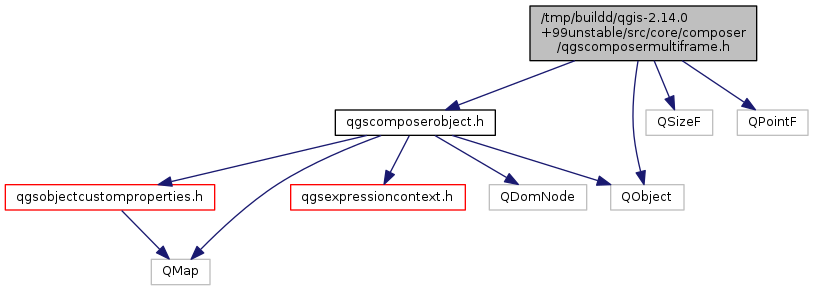 /tmp/buildd/qgis-2.14.0
+99unstable/src/core/composer
/qgscomposermultiframe.h
qgscomposerobject.h
QSizeF
QPointF
qgsobjectcustomproperties.h
qgsexpressioncontext.h
QDomNode
QObject
QMap